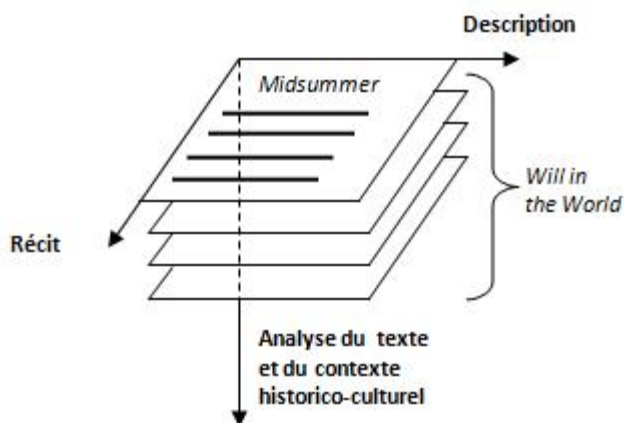 Description
Midsummer
Will in
the World
Récit
Analyse du texte
et du contexte
historico-culturel